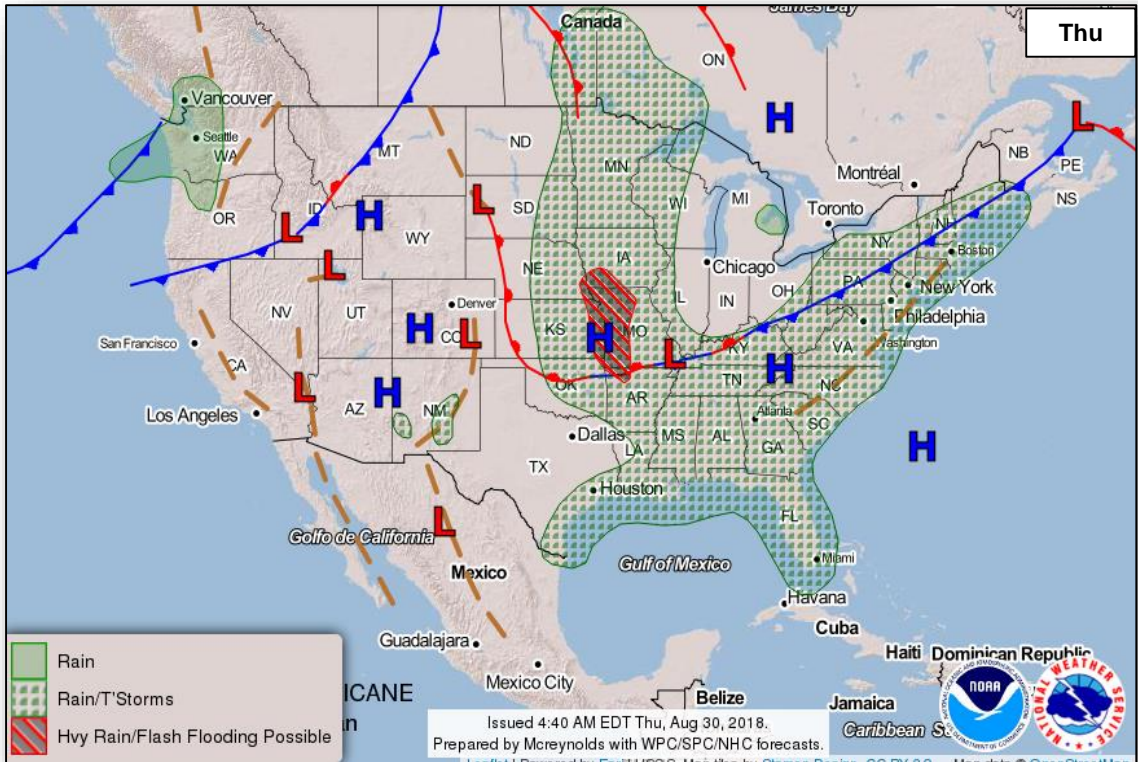 Thu
Canada
James Bay
ON
Vancouver
Seattle
WA
MT
ND
MN
NB
PE
NS
Montréal
OR
ID
SD
WI
MI
Toronto
NH
WY
NY
Boston
IA
Chicago
NE
PA
New York
OH
IL
IN
Denver
NV
UT
CO
KS
MO
Philadelphia
San Francisco
KY
VA
Washington
CA
TN
NC
OK
AR
Los Angeles
AZ
NM
Atlanta
SC
Dallas
MS
AL
GA
LA
TX
Houston
FL
Golfo de California
Gulf of Mexico
Miami
Mexico
Havana
Cuba
Guadalajara
Haiti
Dominican Republic
Mexico City
Belize
Jamaica
Caribbean S
H
H
H
H
H
H
H
H
L
L
L
L
L
L
L
L
Rain
Rain/T'Storms
Hvy Rain/Flash Flooding Possible
ICANE
an
Issued 4:40 AM EDT Thu, Aug 30, 2018.
Prepared by Mcreynolds with WPC/SPC/NHC forecasts.
NOAA
NATIONAL WEATHER SERVICE